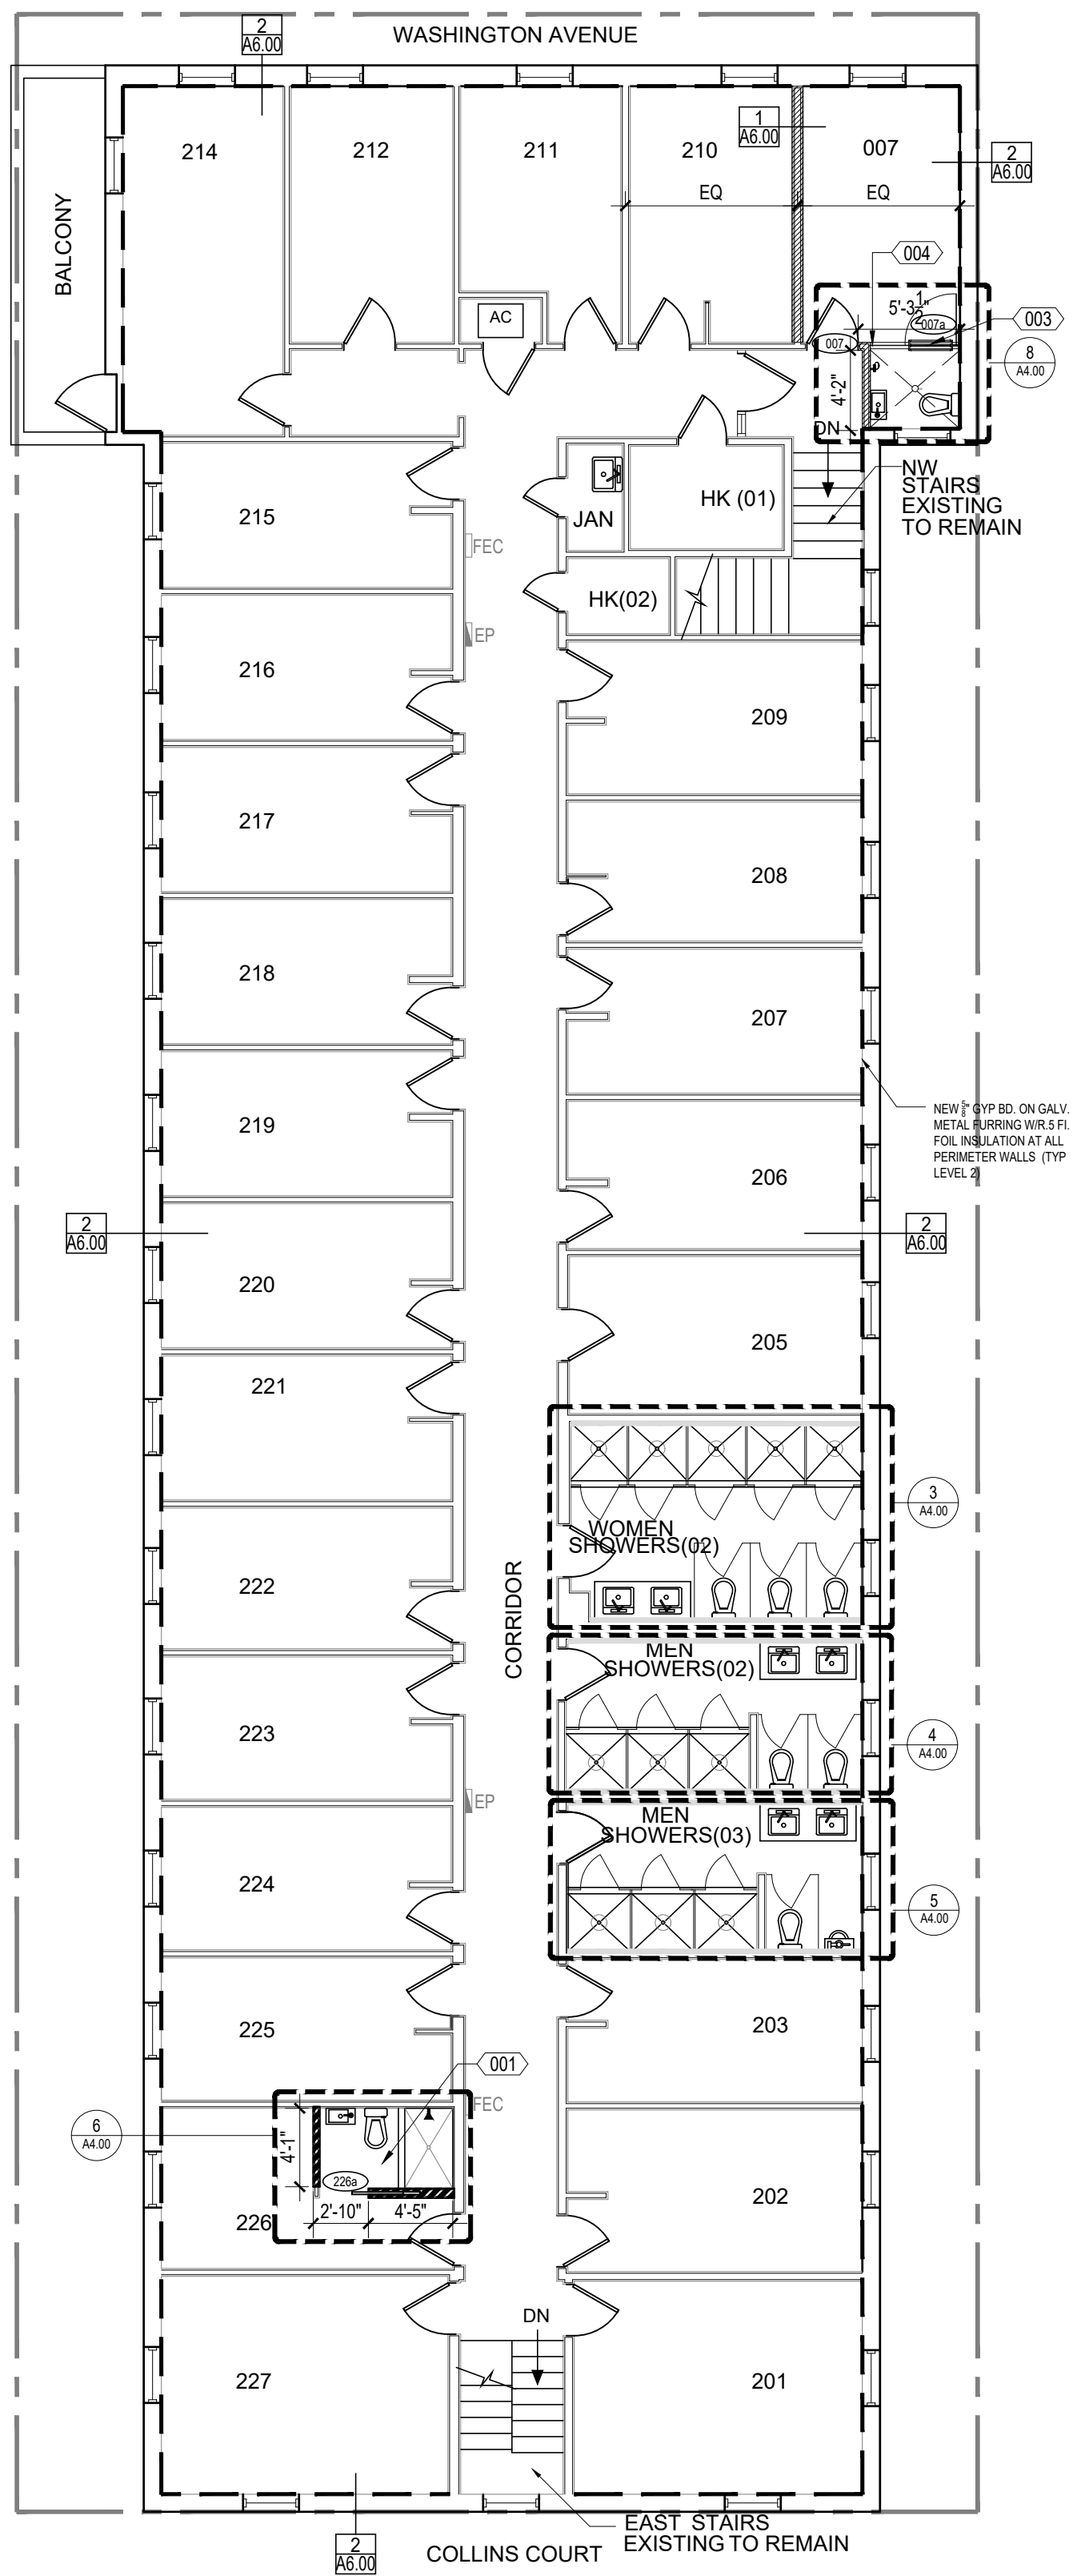 WASHINGTON AVENUE
2
A6.00
1
A6.00
2
A6.00
214
212
211
210
007
BALCONY
EQ
EQ
004
AC
5'-3 1/2"
007a
003
007
8
A4.00
4'-2"
DN
NW
STAIRS
EXISTING
TO REMAIN
215
FEC
JAN
HK (01)
HK(02)
EP
216
209
217
208
218
207
219
NEW 5/8" GYP BD. ON GALV.
METAL FURRING W/R.5 FI.
FOIL INSULATION AT ALL
PERIMETER WALLS (TYP
LEVEL 2)
206
2
A6.00
2
A6.00
220
205
221
3
A4.00
WOMEN
SHOWERS(02)
222
CORRIDOR
MEN
SHOWERS(02)
223
4
A4.00
EP
MEN
SHOWERS(03)
224
5
A4.00
225
203
001
FEC
6
A4.00
4'-1"
226a
2'-10"
4'-5"
226
202
DN
227
201
EAST STAIRS
EXISTING TO REMAIN
2
A6.00
COLLINS COURT